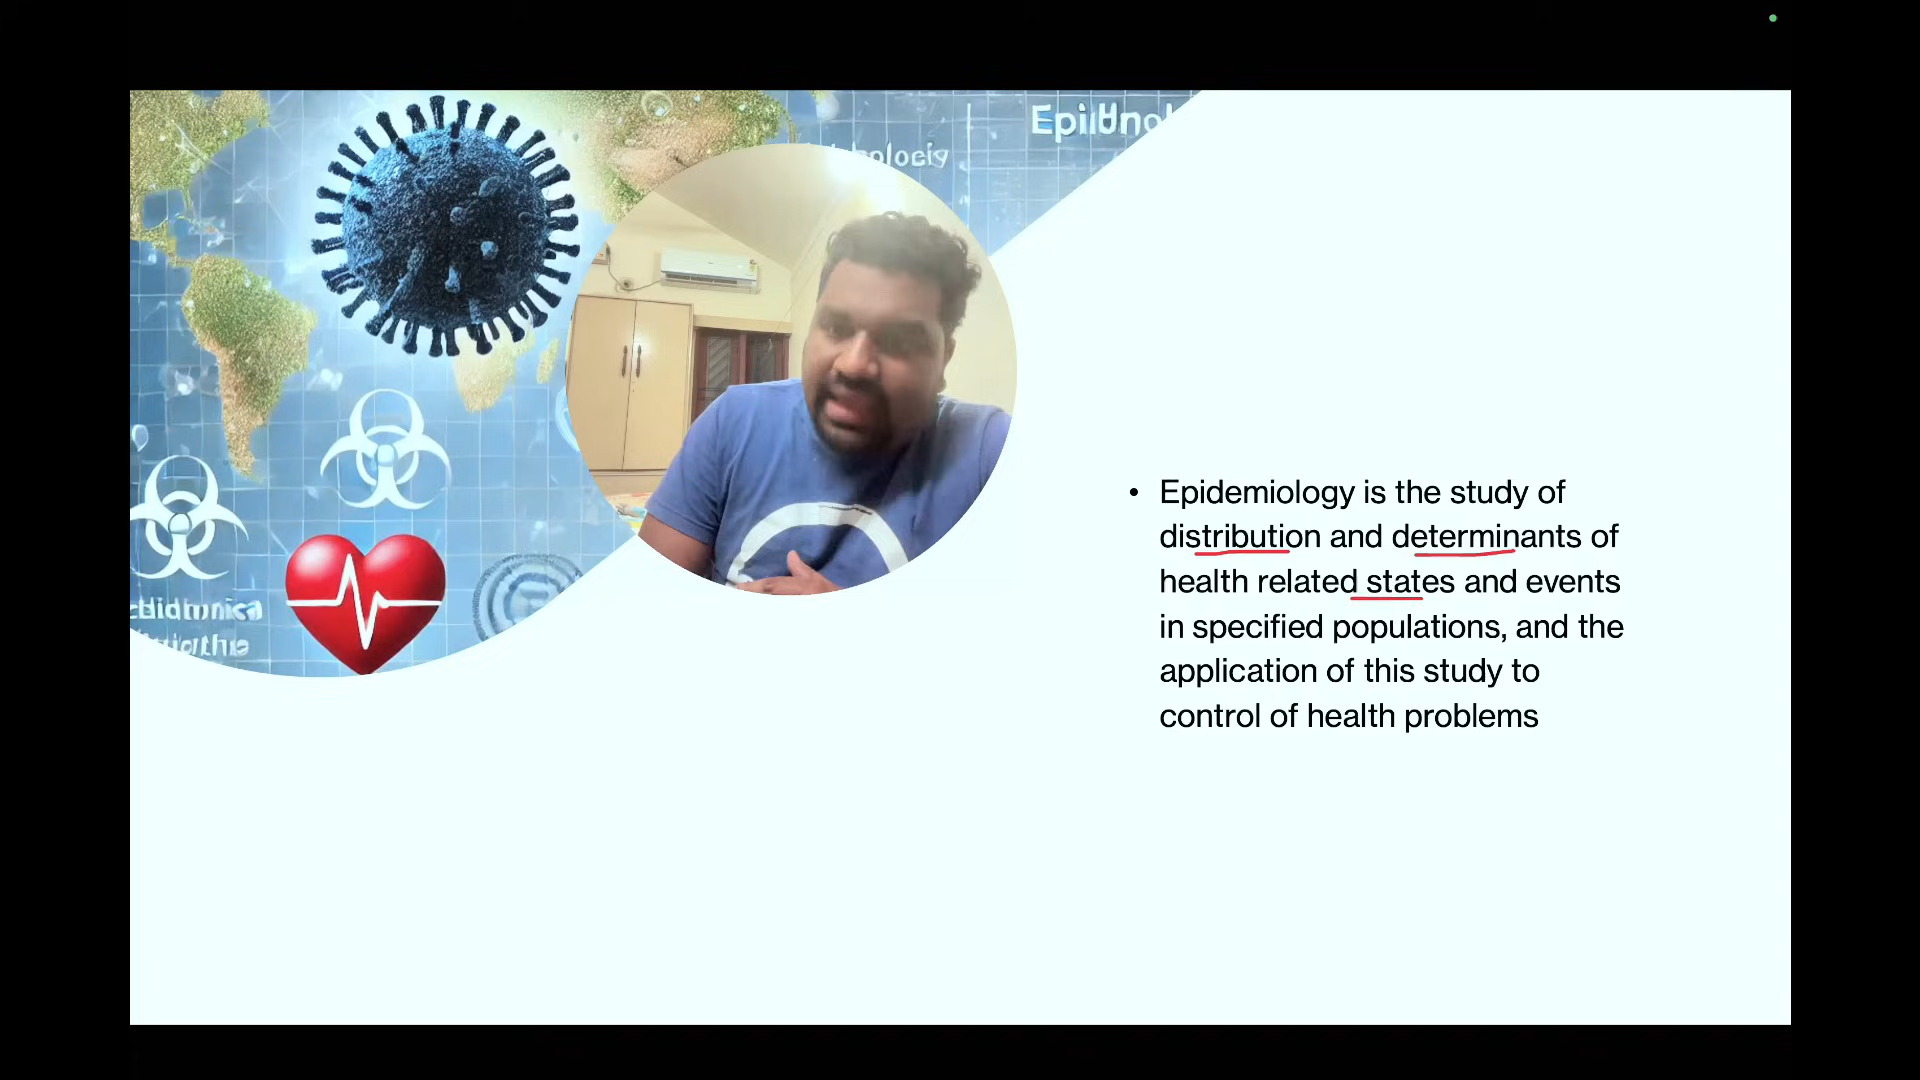 • Epidemiology is the study of
distribution and determinants of
health related states and events
in specified populations, and the
application of this study to
control of health problems